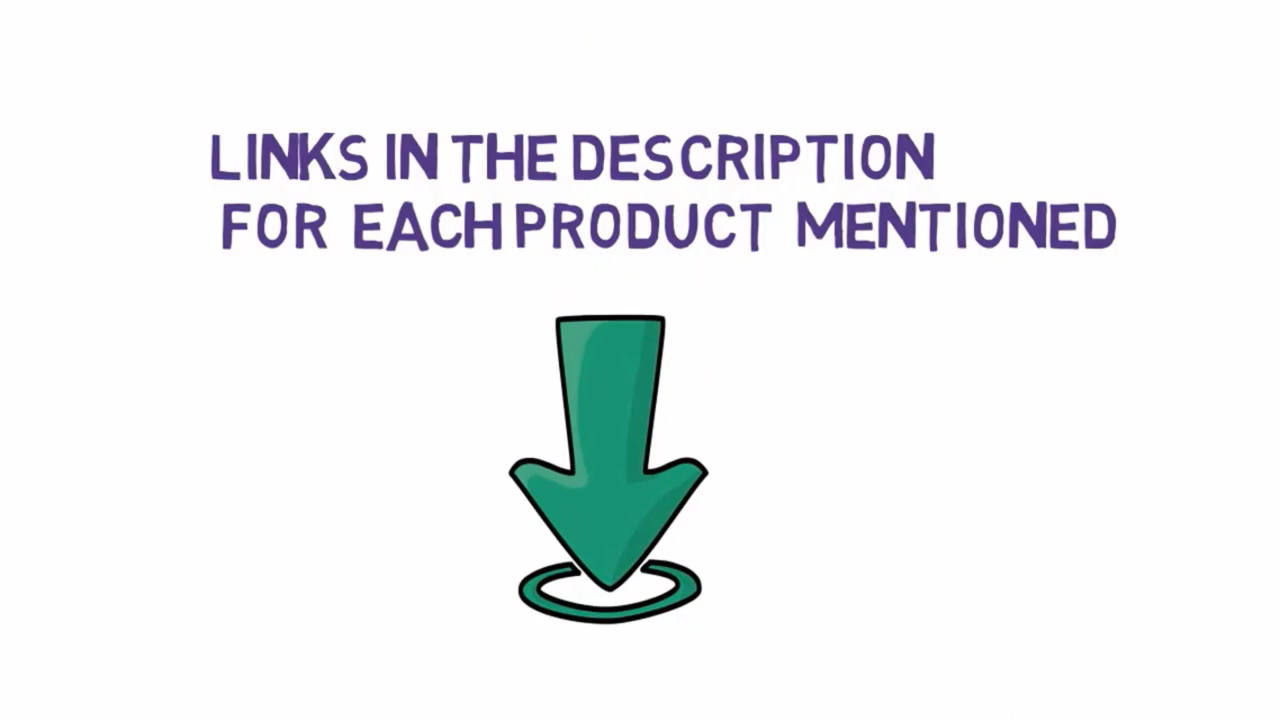 LINKS IN THE DESCRIPTION
FOR EACH PRODUCT MENTIONED